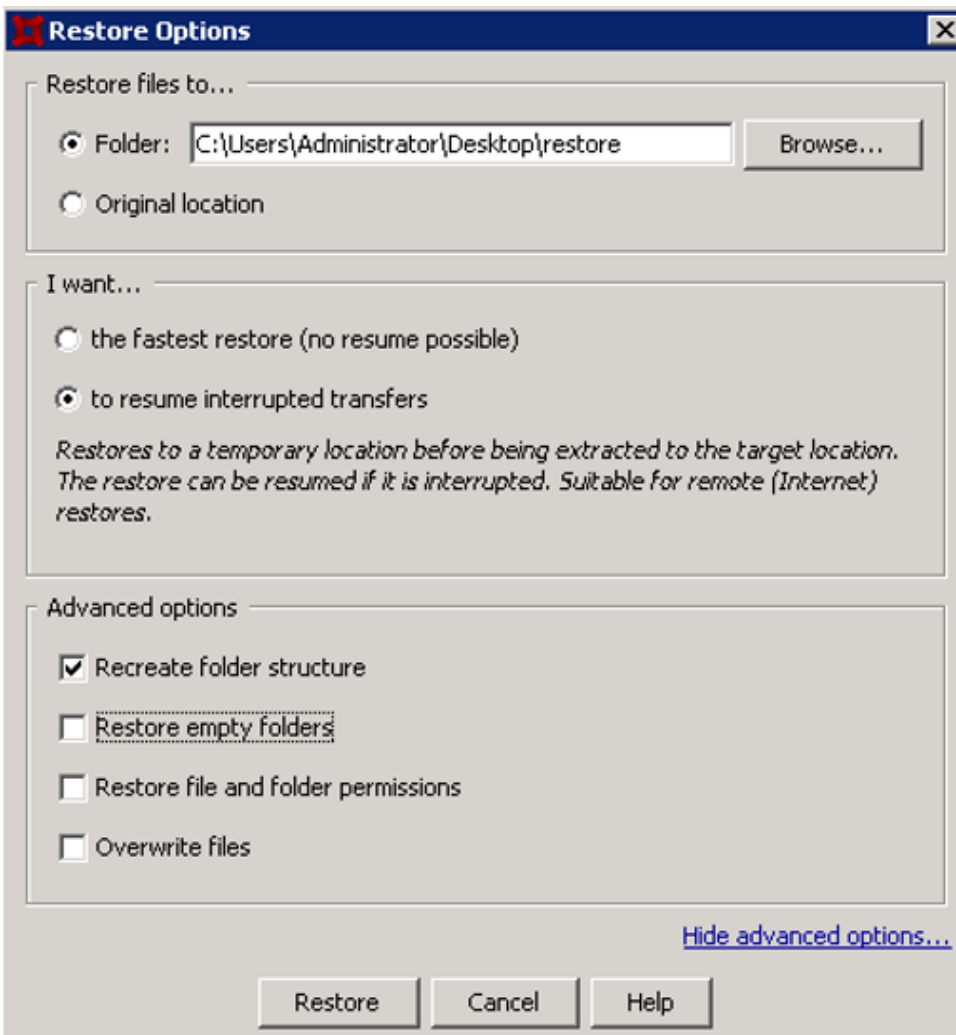 Restore Options
Restore files to...
Folder: C:\Users\Administrator\Desktop\restore Browse...
Original location
I want...
the fastest restore (no resume possible)
to resume interrupted transfers
Restores to a temporary location before being extracted to the target location.
The restore can be resumed if it is interrupted. Suitable for remote (Internet)
restores.
Advanced options
Recreate folder structure
Restore empty folders
Restore file and folder permissions
Overwrite files
Hide advanced options...
Restore Cancel Help